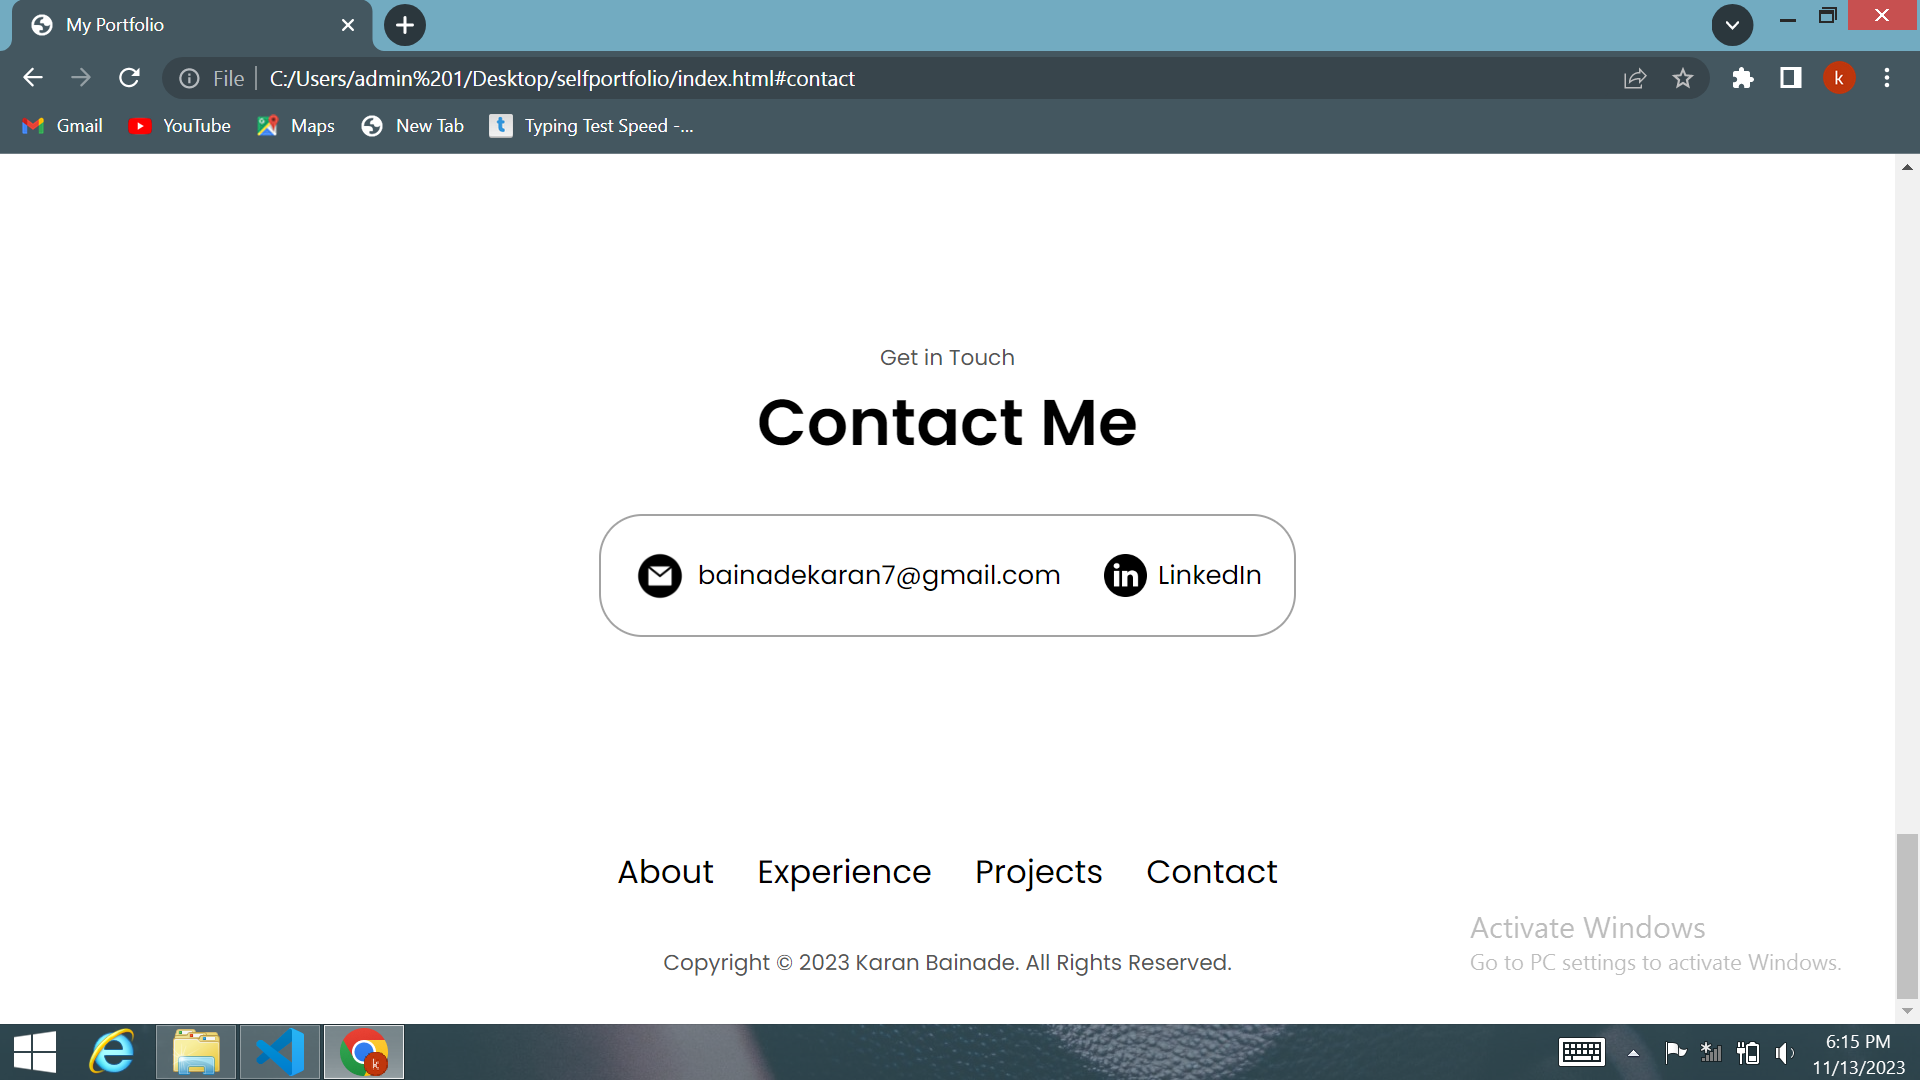 My Portfolio
File C:/Users/admin%201/Desktop/selfportfolio/index.html#contact
k
Gmail YouTube Maps New Tab t Typing Test Speed -...
Get in Touch
Contact Me
bainadekaran7@gmail.com in LinkedIn
About Experience Projects Contact
Copyright © 2023 Karan Bainade. All Rights Reserved.
Activate Windows
Go to PC settings to activate Windows.
k
6:15 PM
11/13/2023